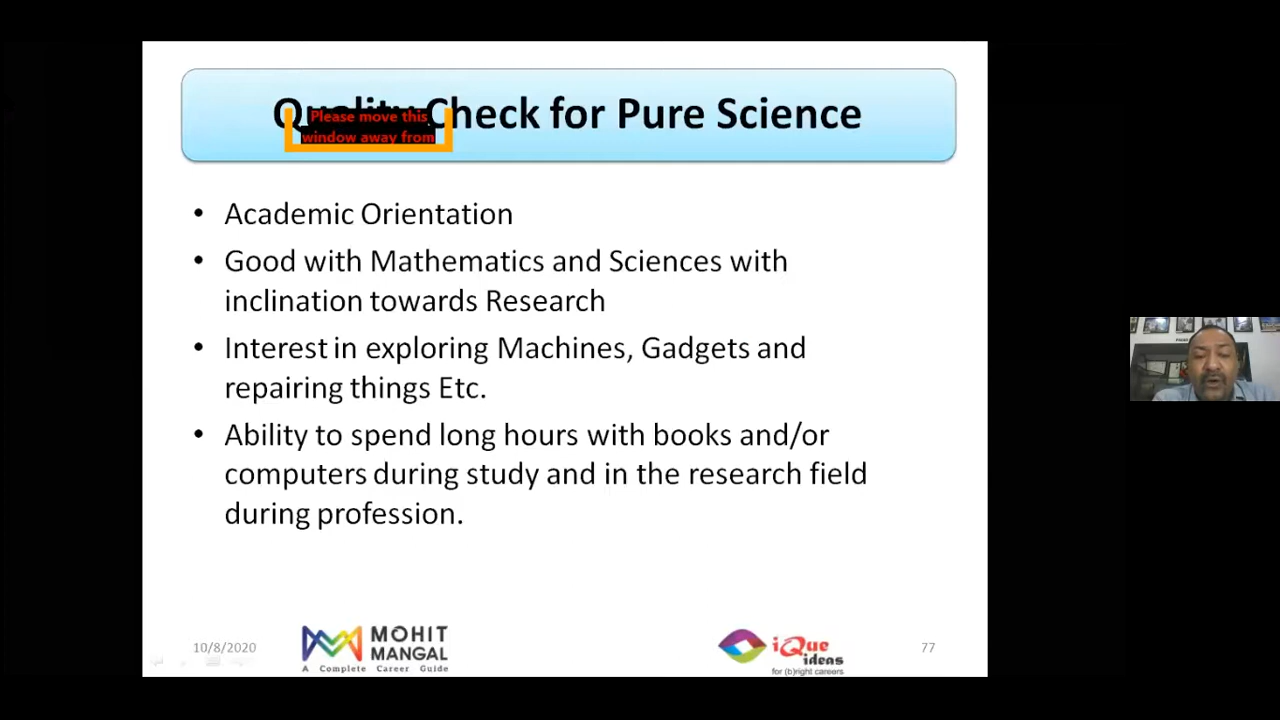 Quality Check for Pure Science
Please move this
window away from
• Academic Orientation
• Good with Mathematics and Sciences with
inclination towards Research
• Interest in exploring Machines, Gadgets and
repairing things Etc.
• Ability to spend long hours with books and/or
computers during study and in the research field
during profession.
10/8/2020
MOHIT
MANGAL
A Complete Career Guide
iQue
ideas
for (b)right careers
77